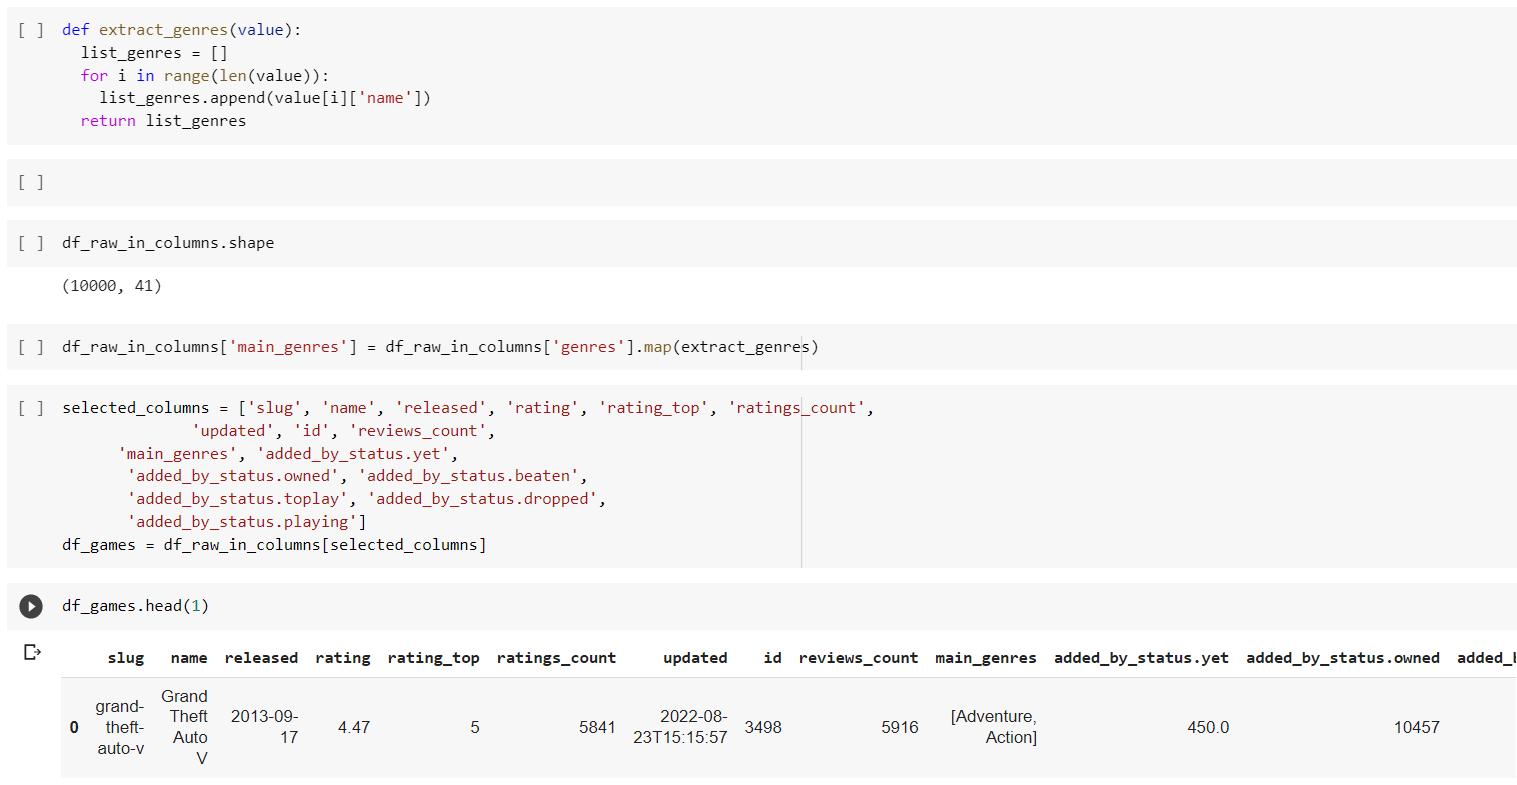 [ ] def extract_genres(value):
list_genres = []
for i in range(len(value)):
list_genres.append(value[i]['name'])
return list_genres
[ ]
[ ] df_raw_in_columns.shape
(10000, 41)
[ ] df_raw_in_columns['main_genres'] = df_raw_in_columns['genres'].map(extract_genres)
[ ] selected_columns = ['slug', 'name', 'released', 'rating', 'rating_top', 'ratings_count',
'updated', 'id', 'reviews_count',
'main_genres', 'added_by_status.yet',
'added_by_status.owned', 'added_by_status.beaten',
'added_by_status.toplay', 'added_by_status.dropped',
'added_by_status.playing']
df_games = df_raw_in_columns[selected_columns]
df_games.head(1)
slug name released rating rating_top ratings_count updated id reviews_count main_genres added_by_status.yet added_by_status.owned
0 grand-theft-auto-v Grand Theft Auto V 2013-09-17 4.47 5 5841 2022-08-23T15:15:57 3498 5916 [Adventure, Action] 450.0 10457